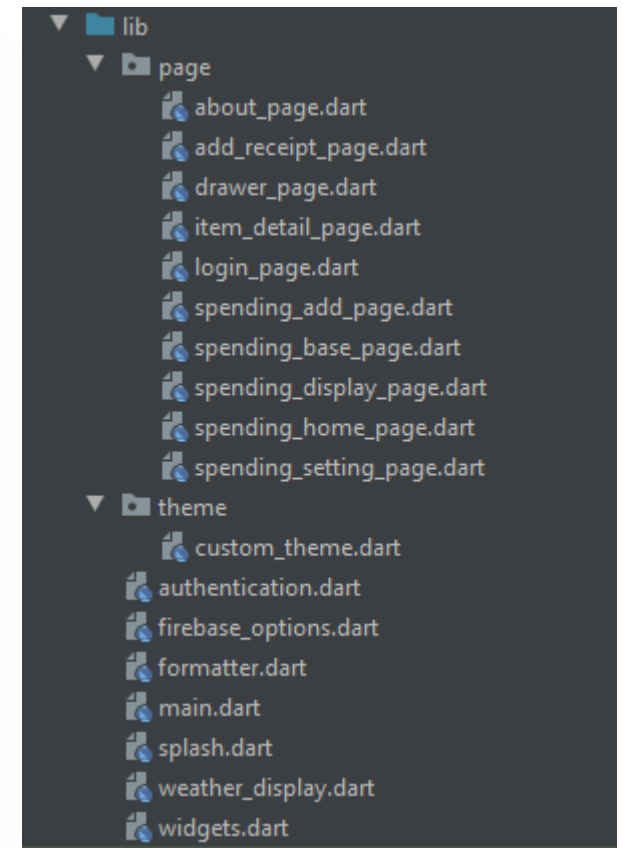 lib
page
about_page.dart
add_receipt_page.dart
drawer_page.dart
item_detail_page.dart
login_page.dart
spending_add_page.dart
spending_base_page.dart
spending_display_page.dart
spending_home_page.dart
spending_setting_page.dart
theme
custom_theme.dart
authentication.dart
firebase_options.dart
formatter.dart
main.dart
splash.dart
weather_display.dart
widgets.dart